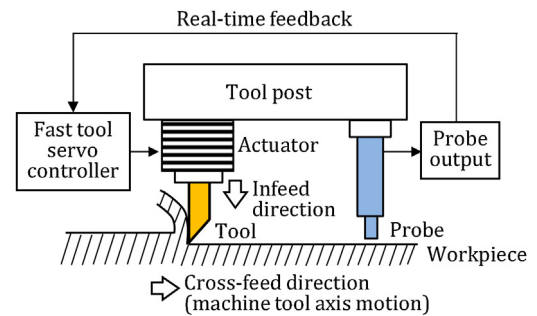 Real-time feedback
Tool post
Fast tool
servo
controller
Actuator
Probe
output
Infeed
direction
Tool
Probe
Workpiece
Cross-feed direction
(machine tool axis motion)